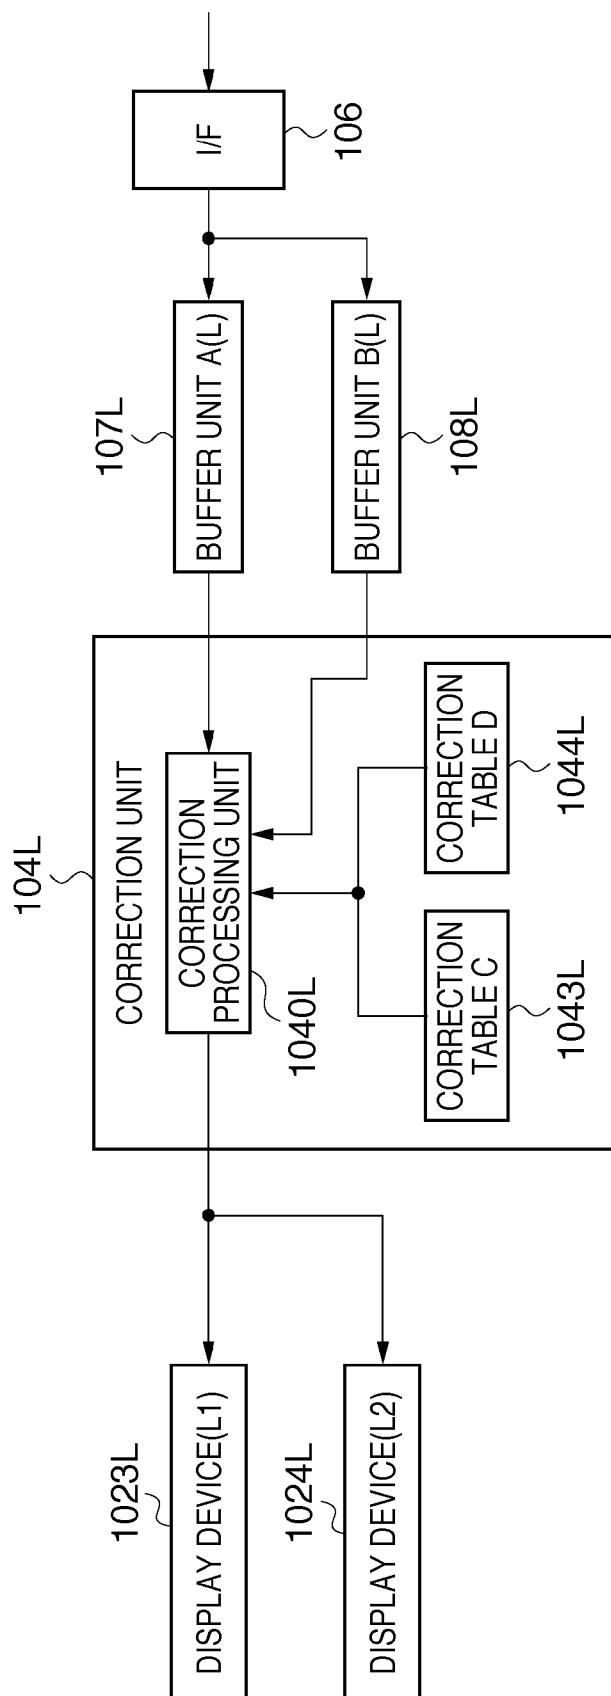 104L
CORRECTION UNIT
1023L
DISPLAY DEVICE(L1)
CORRECTION
PROCESSING UNIT
1040L
107L
BUFFER UNIT A(L)
I/F
106
1024L
DISPLAY DEVICE(L2)
BUFFER UNIT B(L)
108L
CORRECTION
TABLE C
1043L
CORRECTION
TABLE D
1044L